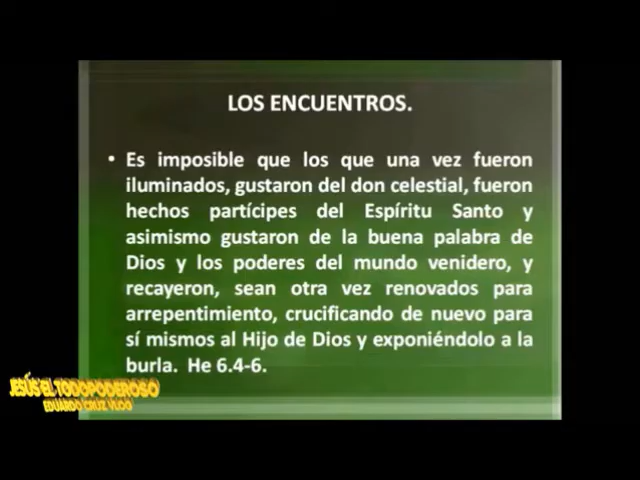 LOS ENCUENTROS.
• Es imposible que los que una vez fueron
iluminados, gustaron del don celestial, fueron
hechos partícipes del Espíritu Santo y
asimismo gustaron de la buena palabra de
Dios y los poderes del mundo venidero, y
recayeron, sean otra vez renovados para
arrepentimiento, crucificando de nuevo para
sí mismos al Hijo de Dios y exponiéndolo a la
burla. He 6.4-6.
JESÚS EL TODOPODEROSO
EDUARDO CRUZ VLOG